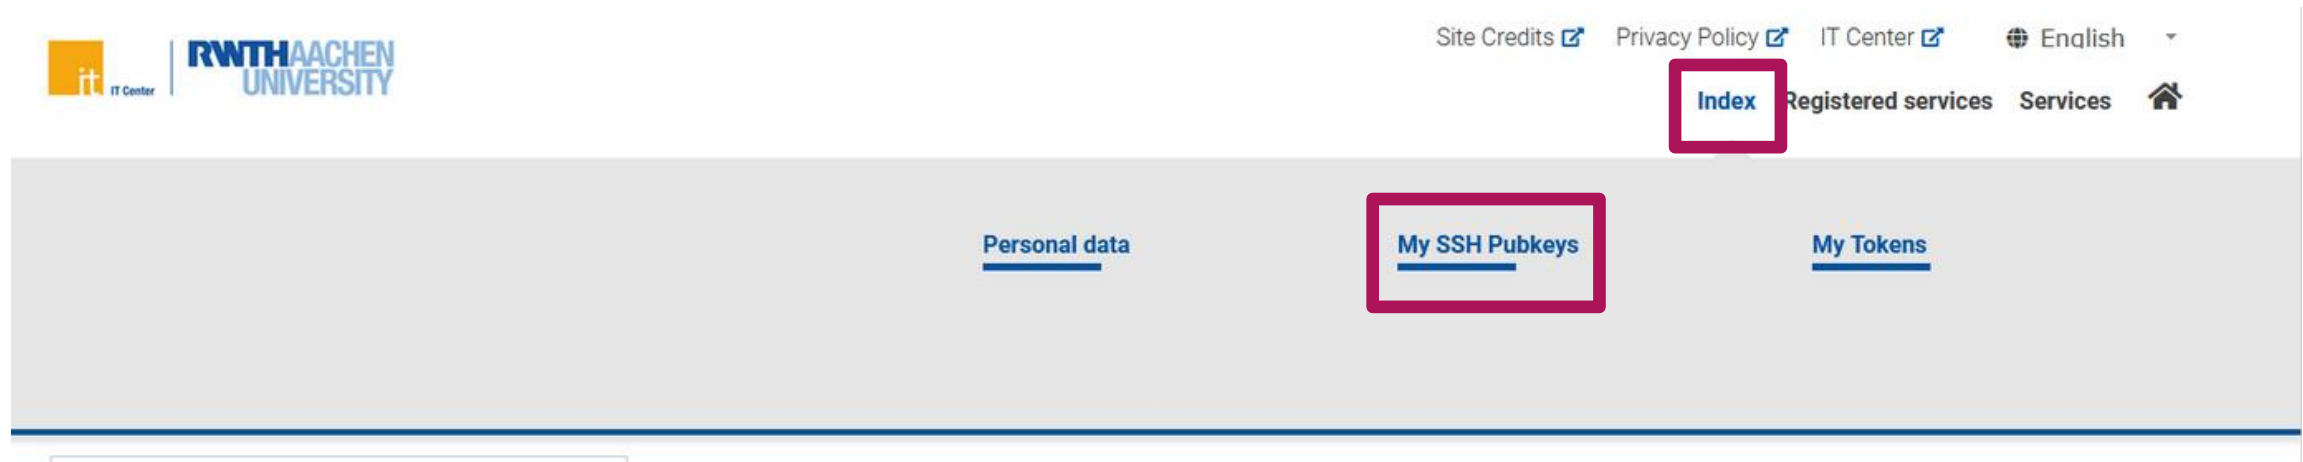 Site Credits Privacy Policy IT Center English
it IT Center RWTHAACHEN
UNIVERSITY
Index Registered services Services
Personal data My SSH Pubkeys My Tokens